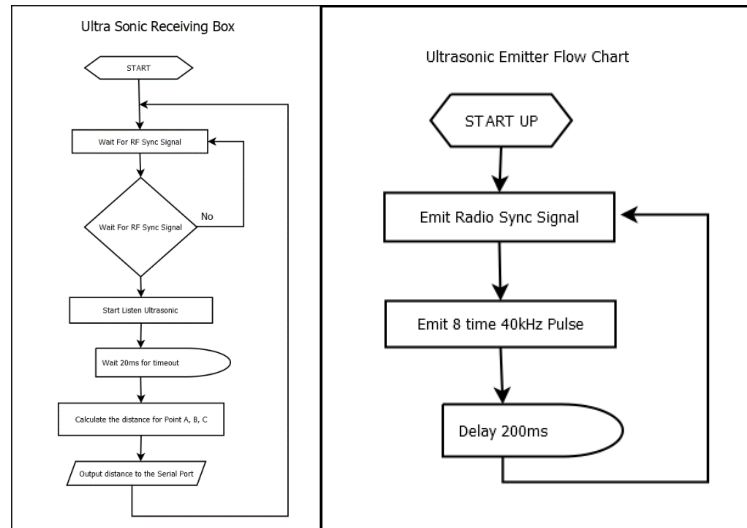 Ultra Sonic Receiving Box
START
Wait For RF Sync Signal
Wait For RF Sync Signal
No
Start Listen Ultrasonic
Wait 20ms for timeout
Calculate the distance for Point A, B, C
Output distance to the Serial Port
Ultrasonic Emitter Flow Chart
START UP
Emit Radio Sync Signal
Emit 8 time 40kHz Pulse
Delay 200ms